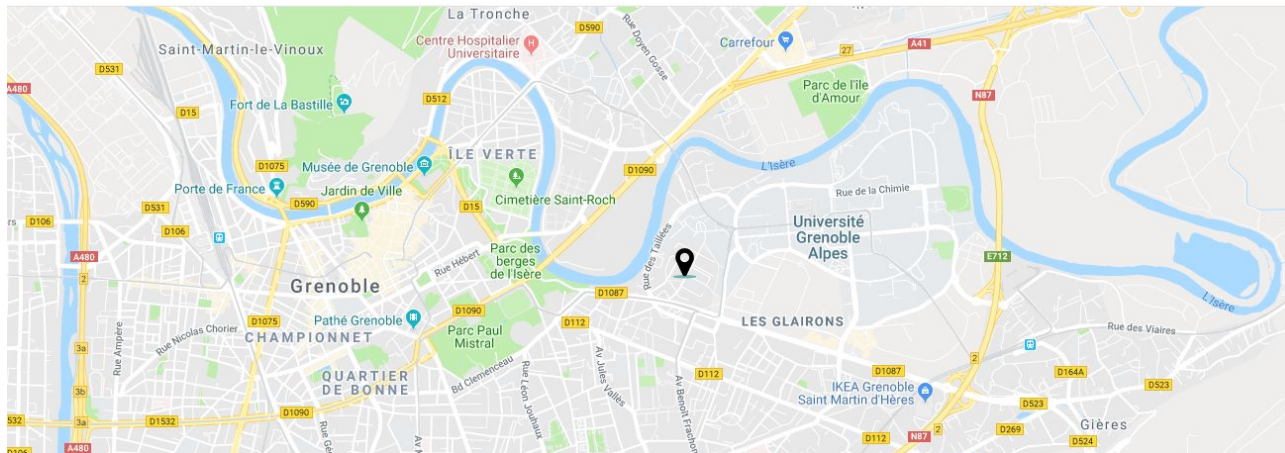 La Tronche
D590
Saint-Martin-le-Vinoux
Centre Hospitalier
Universitaire
Rue Doyen Gosse
Carrefour
27
A41
D531
A480
Fort de La Bastille
D512
D15
Parc de l'île
d'Amour
N87
ÎLE VERTE
D1075
Musée de Grenoble
L'Isère
D1090
Porte de France
Jardin de Ville
D590
D531
D15
Cimetière Saint-Roch
Rue de la Chimie
D106
D106
Université
Grenoble
Alpes
Rue des Taillées
Parc des
berges
de l'Isère
Rue Hébert
A480
2
E712
Grenoble
D1087
L'Isère
D1090
D1075
Pathé Grenoble
D112
LES GLAIRONS
Parc Paul
Mistral
Rue des Viaires
Rue Nicolas Chorier
CHAMPIONNET
3a
Rue Ampère
2
D112
D1087
D164A
QUARTIER
DE BONNE
Bd Clemenceau
Av Jules Vallès
Rue Léon Jouhaux
Av Benoît Frachon
IKEA Grenoble
Saint Martin d'Hères
D523
3b
D523
D1532
D1090
3a
532
Gières
D112
N87
D269
D524
A480
D106